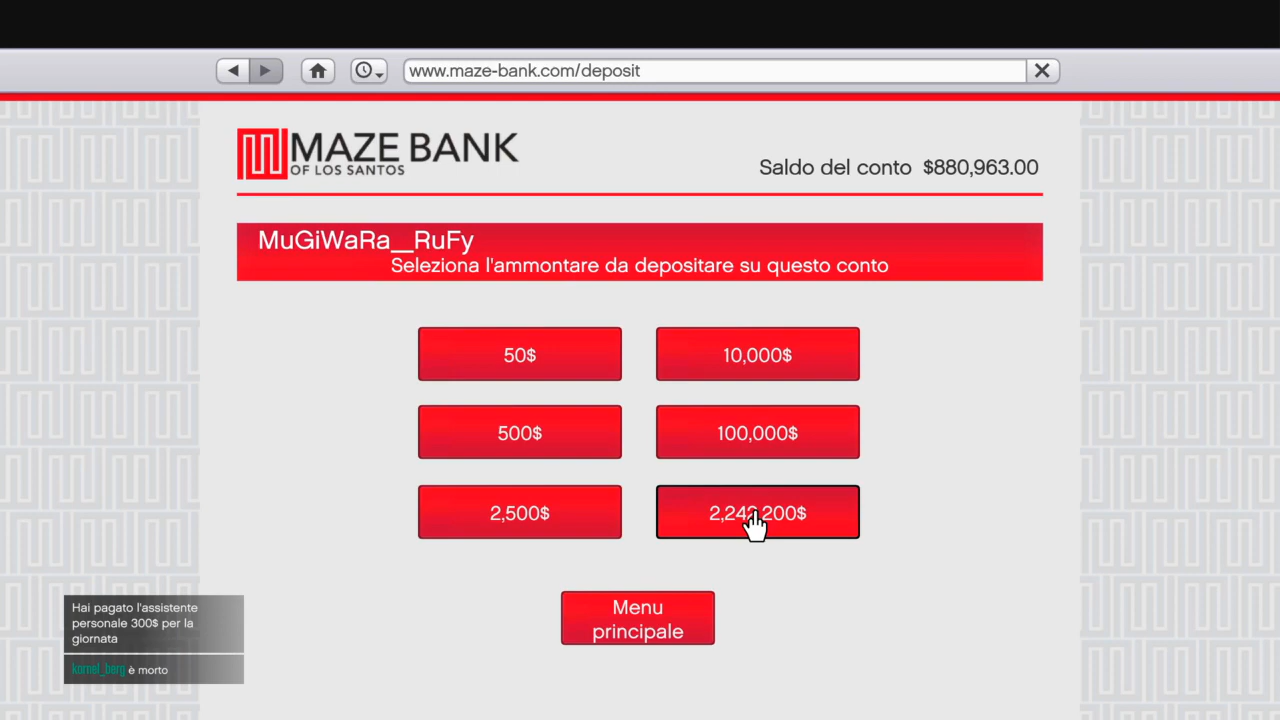 www.maze-bank.com/deposit
MAZE BANK
OF LOS SANTOS
Saldo del conto $880,963.00
MuGiWaRa__RuFy
Seleziona l'ammontare da depositare su questo conto
50$
10,000$
500$
100,000$
2,500$
Menu
principale
Hai pagato l'assistente
personale 300$ per la
giornata
kornel_berg è morto